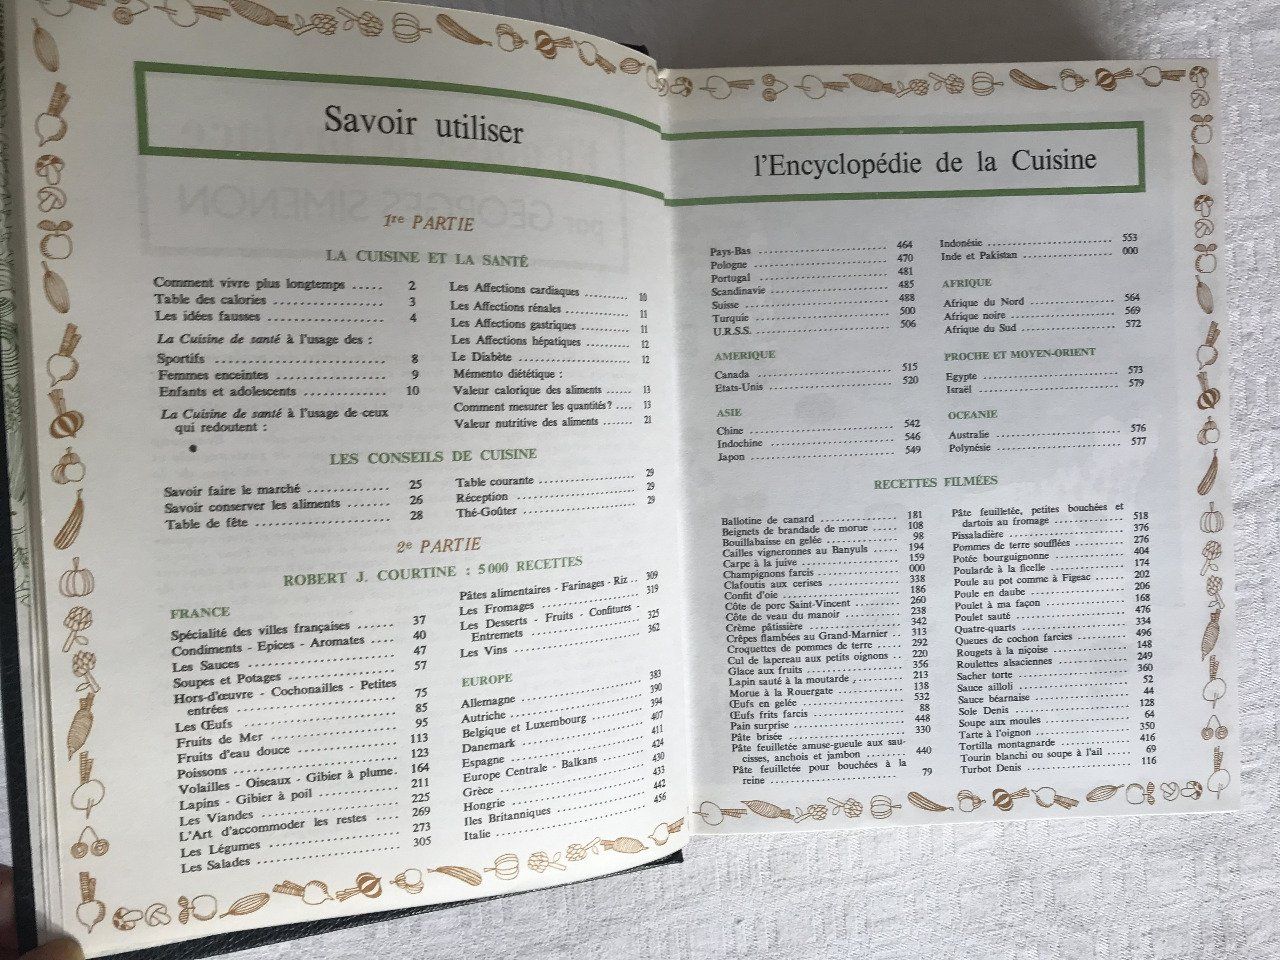 Savoir utiliser
1re PARTIE
LA CUISINE ET LA SANTÉ
Comment vivre plus longtemps ..... 2
Table des calories ..... 3
Les idées fausses ..... 4
La Cuisine de santé à l'usage des :
Sportifs ..... 8
Femmes enceintes ..... 9
Enfants et adolescents ..... 10
La Cuisine de santé à l'usage de ceux
qui redoutent :
Les Affections cardiaques ..... 10
Les Affections rénales ..... 11
Les Affections gastriques ..... 11
Les Affections hépatiques ..... 12
Le Diabète ..... 12
Mémento diététique :
Valeur calorique des aliments ..... 13
Comment mesurer les quantités? .... 13
Valeur nutritive des aliments ..... 21
LES CONSEILS DE CUISINE
Savoir faire le marché ..... 25
Savoir conserver les aliments ..... 26
Table de fête ..... 28
Table courante ..... 29
Réception ..... 29
Thé-Goûter ..... 29
2e PARTIE
ROBERT J. COURTINE : 5 000 RECETTES
FRANCE
Spécialité des villes françaises ..... 37
Condiments - Epices - Aromates ..... 40
Les Sauces ..... 47
Soupes et Potages ..... 57
Hors-d'œuvre - Cochonailles - Petites
entrées ..... 75
Les Œufs ..... 85
Fruits de Mer ..... 95
Fruits d'eau douce ..... 113
Poissons ..... 123
Volailles - Oiseaux - Gibier à plume. 164
Lapins - Gibier à poil ..... 211
Les Viandes ..... 225
L'Art d'accommoder les restes ..... 269
Les Légumes ..... 273
Les Salades ..... 305
Pâtes alimentaires - Farinages - Riz .. 309
Les Fromages ..... 319
Les Desserts - Fruits - Confitures -
Entremets ..... 325
Les Vins ..... 362
EUROPE
Allemagne ..... 383
Autriche ..... 390
Belgique et Luxembourg ..... 394
Danemark ..... 407
Espagne ..... 411
Europe Centrale - Balkans ..... 424
Grèce ..... 430
Hongrie ..... 433
Iles Britanniques ..... 442
Italie ..... 456
l'Encyclopédie de la Cuisine
Pays-Bas ..... 464
Pologne ..... 470
Portugal ..... 481
Scandinavie ..... 485
Suisse ..... 488
Turquie ..... 500
U.R.S.S. ..... 506
AMERIQUE
Canada ..... 515
Etats-Unis ..... 520
ASIE
Chine ..... 542
Indochine ..... 546
Japon ..... 549
Indonésie ..... 553
Inde et Pakistan ..... 000
AFRIQUE
Afrique du Nord ..... 564
Afrique noire ..... 569
Afrique du Sud ..... 572
PROCHE ET MOYEN-ORIENT
Egypte ..... 573
Israël ..... 579
OCEANIE
Australie ..... 576
Polynésie ..... 577
RECETTES FILMÉES
Ballotine de canard ..... 181
Beignets de brandade de morue ..... 108
Bouillabaisse en gelée ..... 98
Cailles vigneronnes au Banyuls ..... 194
Carpe à la juive ..... 159
Champignons farcis ..... 000
Clafoutis aux cerises ..... 338
Confit d'oie ..... 186
Côte de porc Saint-Vincent ..... 260
Côte de veau du manoir ..... 238
Crème pâtissière ..... 342
Crêpes flambées au Grand-Marnier .. 313
Croquettes de pommes de terre ..... 292
Cul de lapereau aux petits oignons .. 220
Glace aux fruits ..... 356
Lapin sauté à la moutarde ..... 213
Morue à la Rouergate ..... 138
Œufs en gelée ..... 532
Œufs frits farcis ..... 88
Pain surprise ..... 448
Pâte brisée ..... 330
Pâte feuilletée amuse-gueule aux sau-
cisses, anchois et jambon ..... 440
Pâte feuilletée pour bouchées à la
reine ..... 79
Pâte feuilletée, petites bouchées et
dartois au fromage ..... 518
Pissaladière ..... 376
Pommes de terre soufflées ..... 276
Potée bourguignonne ..... 404
Poularde à la ficelle ..... 174
Poule au pot comme à Figeac ..... 202
Poule en daube ..... 206
Poulet à ma façon ..... 168
Poulet sauté ..... 476
Quatre-quarts ..... 334
Queues de cochon farcies ..... 496
Rougets à la niçoise ..... 148
Roulettes alsaciennes ..... 249
Sacher torte ..... 360
Sauce ailloli ..... 52
Sauce béarnaise ..... 44
Sole Denis ..... 128
Soupe aux moules ..... 64
Tarte à l'oignon ..... 350
Tortilla montagnarde ..... 416
Tourin blanchi ou soupe à l'ail ..... 69
Turbot Denis ..... 116